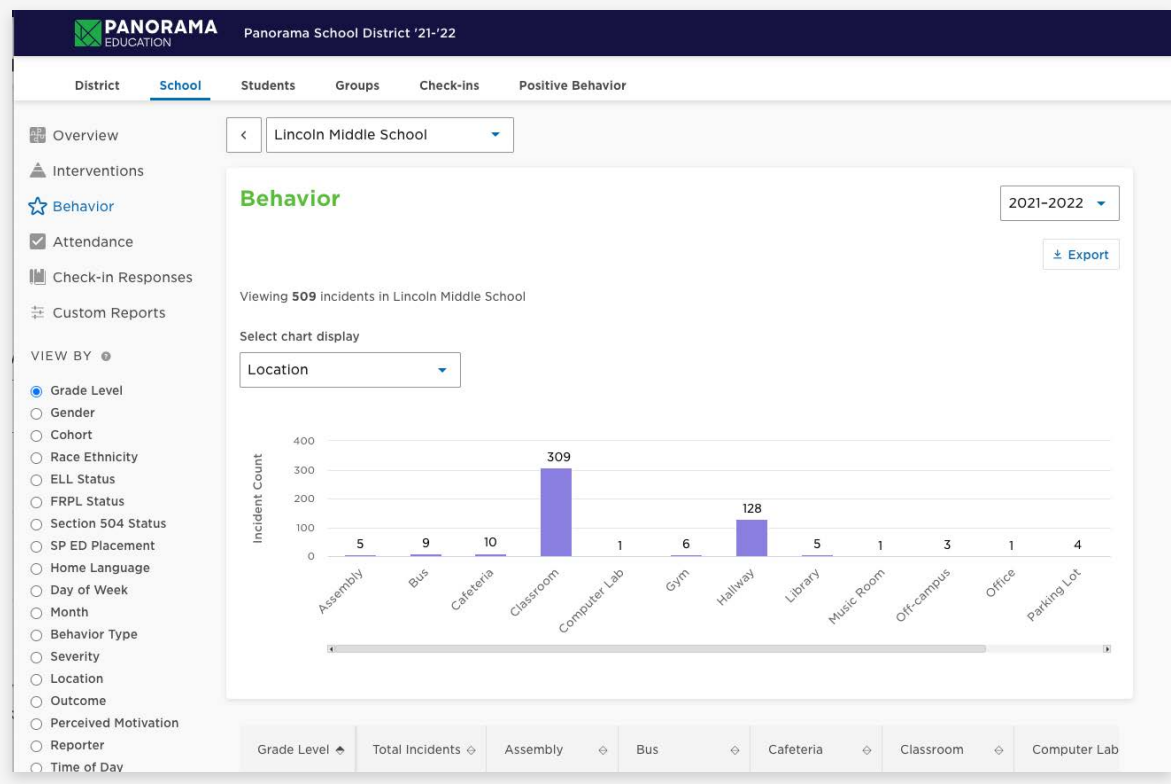 PANORAMA
EDUCATION
Panorama School District '21-'22
District School Students Groups Check-ins Positive Behavior
Overview
Interventions
Behavior
Attendance
Check-in Responses
Custom Reports
VIEW BY
Grade Level
Gender
Cohort
Race Ethnicity
ELL Status
FRPL Status
Section 504 Status
SP ED Placement
Home Language
Day of Week
Month
Behavior Type
Severity
Location
Outcome
Perceived Motivation
Reporter
Time of Day
Lincoln Middle School
Behavior
2021-2022
Export
Viewing 509 incidents in Lincoln Middle School
Select chart display
Location
Incident Count
400
300
200
100
0
5 9 10 309 1 6 128 5 1 3 1 4
Assembly Bus Cafeteria Classroom Computer Lab Gym Hallway Library Music Room Off-campus Office Parking Lot
Grade Level Total Incidents Assembly Bus Cafeteria Classroom Computer Lab